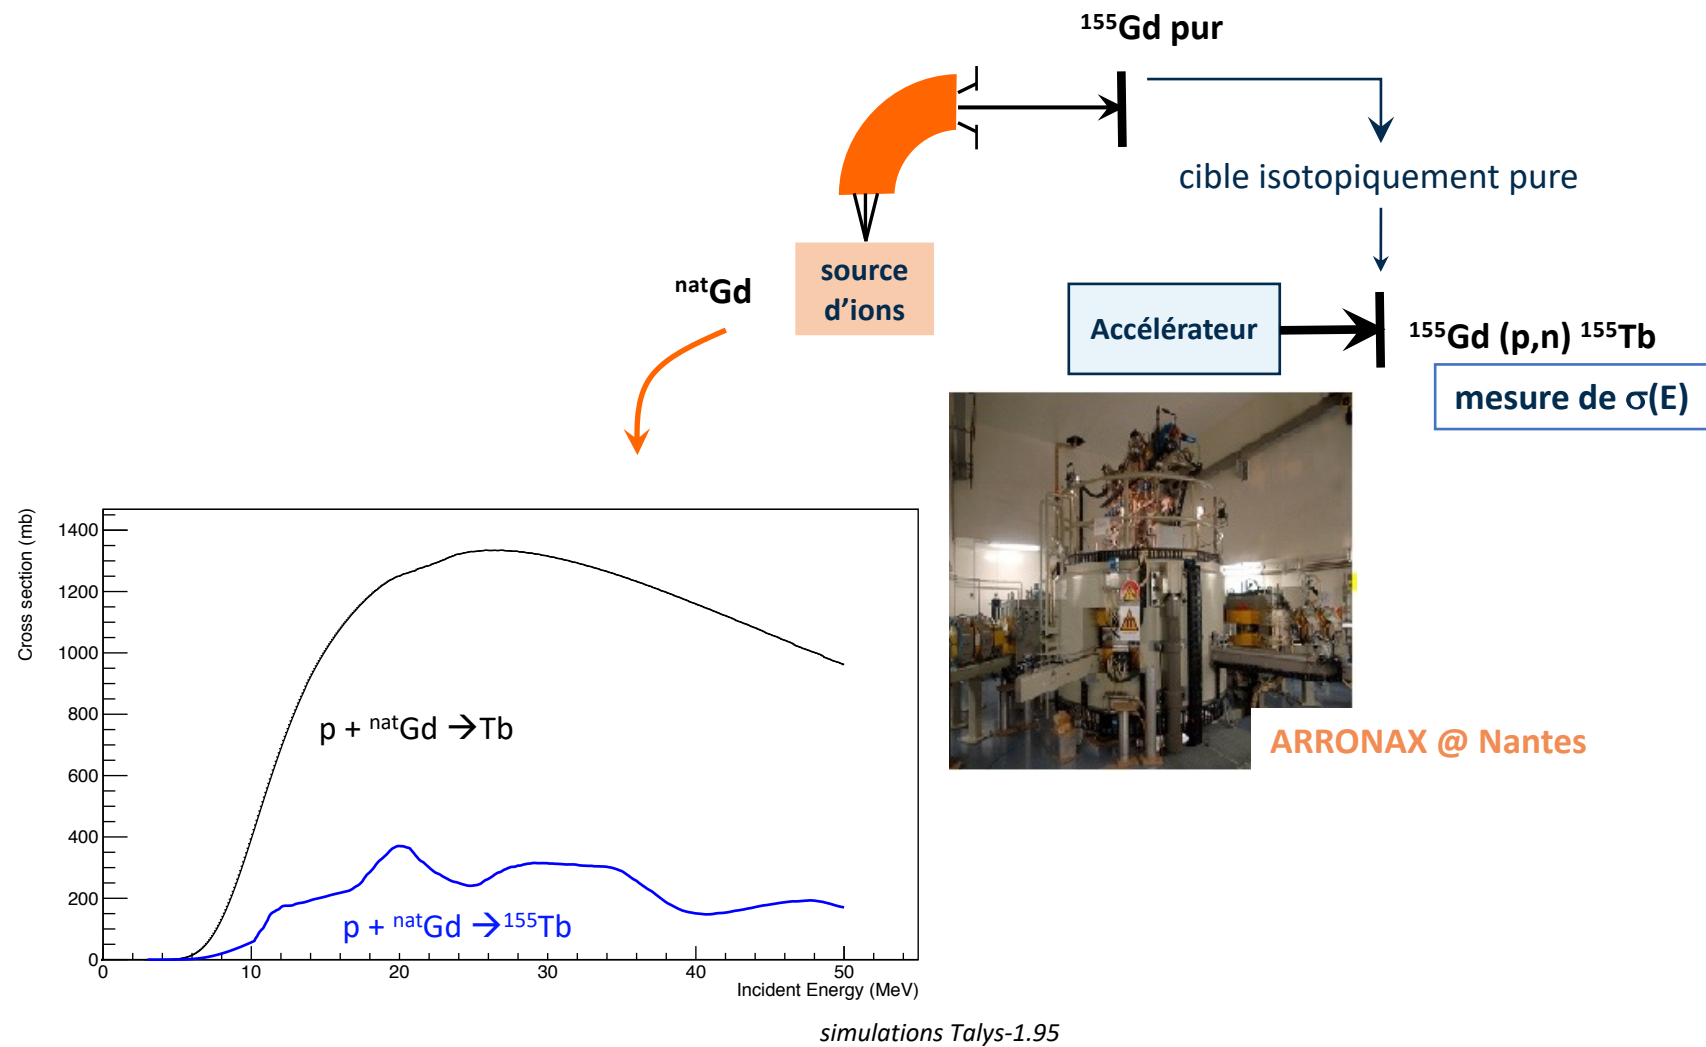 ¹⁵⁵Gd pur
cible isotopiquement pure
source
d’ions
ⁿᵃᵗGd
Accélérateur
¹⁵⁵Gd (p,n) ¹⁵⁵Tb
mesure de σ(E)
ARRONAX @ Nantes
Cross section (mb)
1400
1200
1000
800
600
400
200
0
p + ⁿᵃᵗGd →Tb
p + ⁿᵃᵗGd →¹⁵⁵Tb
0 10 20 30 40 50
Incident Energy (MeV)
simulations Talys-1.95